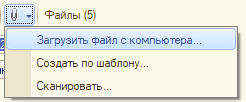 Файлы (5)
Загрузить файл с компьютера...
Создать по шаблону...
Сканировать...